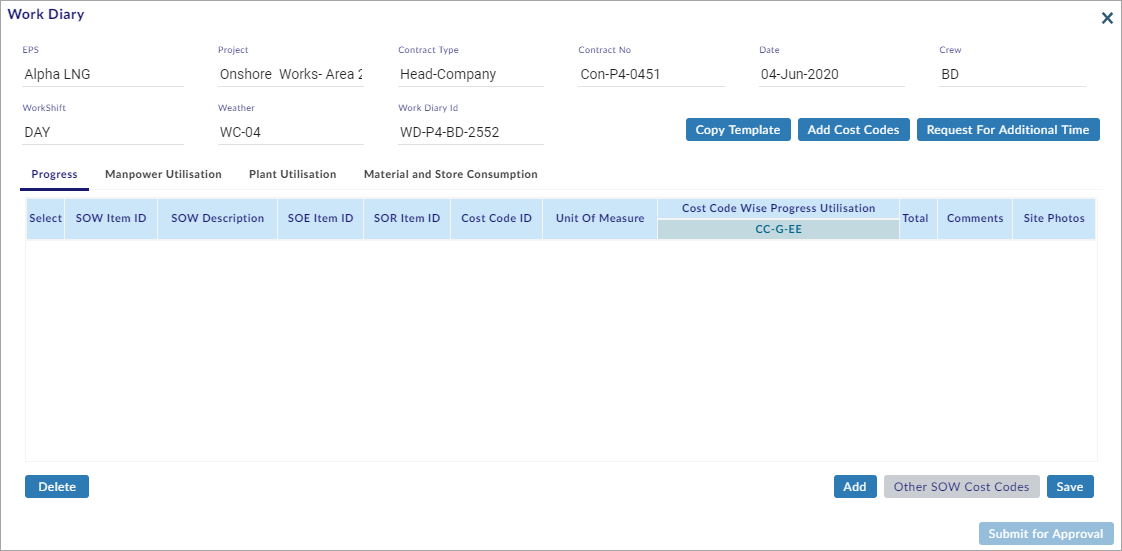 Work Diary
EPS Project Contract Type Contract No Date Crew
Alpha LNG Onshore Works- Area 2 Head-Company Con-P4-0451 04-Jun-2020 BD
WorkShift Weather Work Diary Id
DAY WC-04 WD-P4-BD-2552
Copy Template Add Cost Codes Request For Additional Time
Progress Manpower Utilisation Plant Utilisation Material and Store Consumption
Select SOW Item ID SOW Description SOE Item ID SOR Item ID Cost Code ID Unit Of Measure Cost Code Wise Progress Utilisation Total Comments Site Photos
CC-G-EE
Delete Add Other SOW Cost Codes Save
Submit for Approval